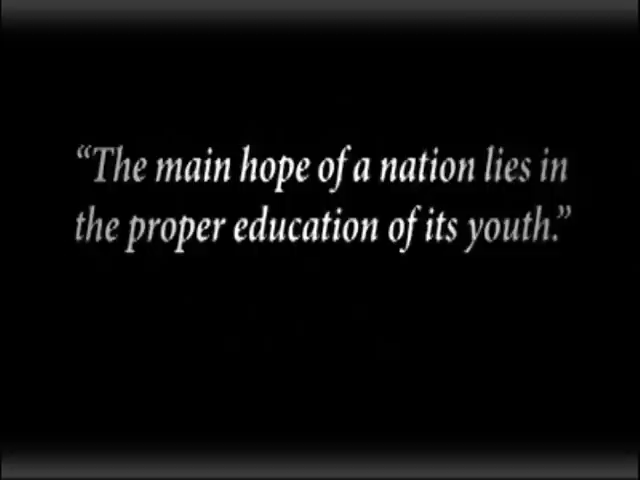 “The main hope of a nation lies in
the proper education of its youth.”